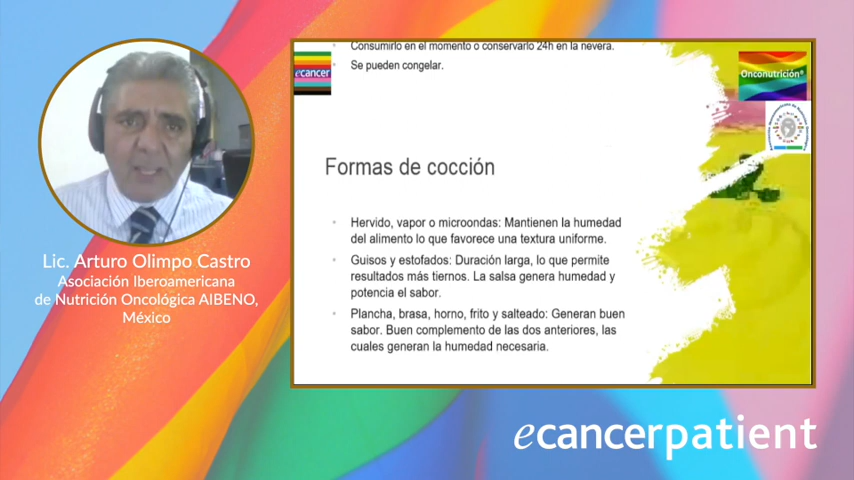 Consumirlo en el momento o conservarlo 24h en la nevera.
Se pueden congelar.
ecancer
Onconutrición®
Formas de cocción
Hervido, vapor o microondas: Mantienen la humedad
del alimento lo que favorece una textura uniforme.
Guisos y estofados: Duración larga, lo que permite
resultados más tiernos. La salsa genera humedad y
potencia el sabor.
Plancha, brasa, horno, frito y salteado: Generan buen
sabor. Buen complemento de las dos anteriores, las
cuales generan la humedad necesaria.
Lic. Arturo Olimpo Castro
Asociación Iberoamericana
de Nutrición Oncológica AIBENO,
México
ecancerpatient